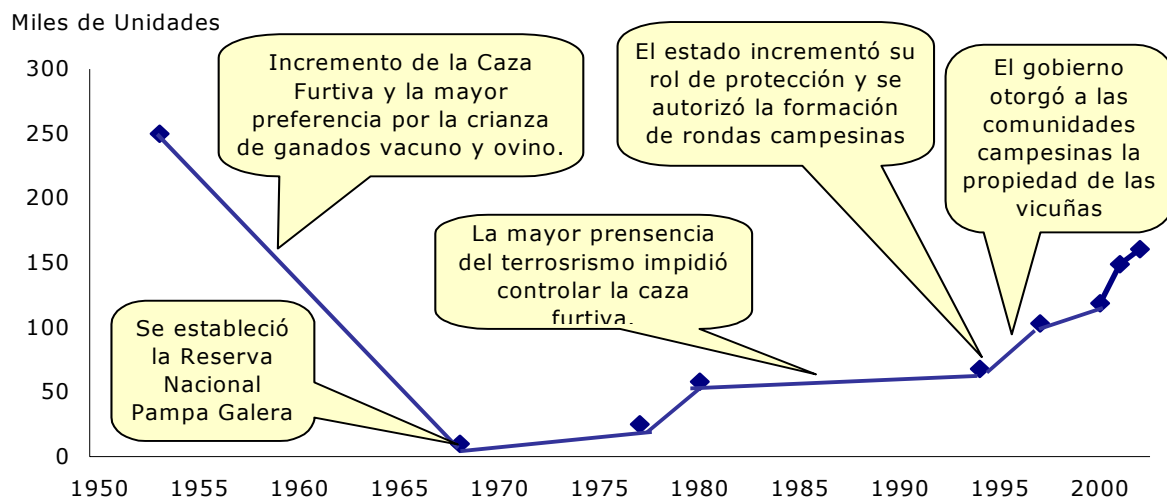 Miles de Unidades
300
250
200
150
100
50
0
Incremento de la Caza
Furtiva y la mayor
preferencia por la crianza
de ganados vacuno y ovino.
El estado incrementó su
rol de protección y se
autorizó la formación
de rondas campesinas
El gobierno
otorgó a las
comunidades
campesinas la
propiedad de las
vicuñas
La mayor prensencia
del terrosrismo impidió
controlar la caza
furtiva.
Se estableció
la Reserva
Nacional
Pampa Galera
1950 1955 1960 1965 1970 1975 1980 1985 1990 1995 2000